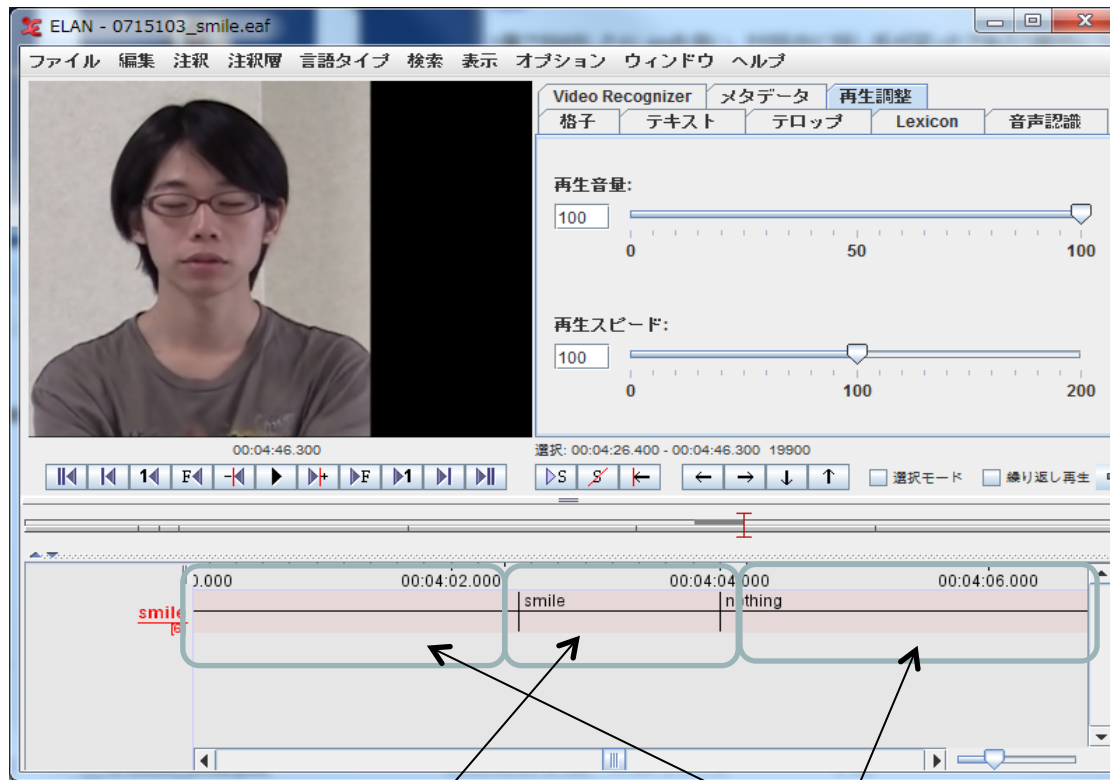 ELAN - 0715103_smile.eaf
ファイル 編集 注釈 注釈層 言語タイプ 検索 表示 オプション ウィンドウ ヘルプ
Video Recognizer メタデータ 再生調整
格子 テキスト テロップ Lexicon 音声認識
再生音量:
100
0 50 100
再生スピード:
100
0 100 200
00:04:46.300
選択: 00:04:26.400 - 00:04:46.300 19900
1 F + F 1
S S 選択モード 繰り返し再生
0.000 00:04:02.000 00:04:04.000 00:04:06.000
smile nothing
smile
[6